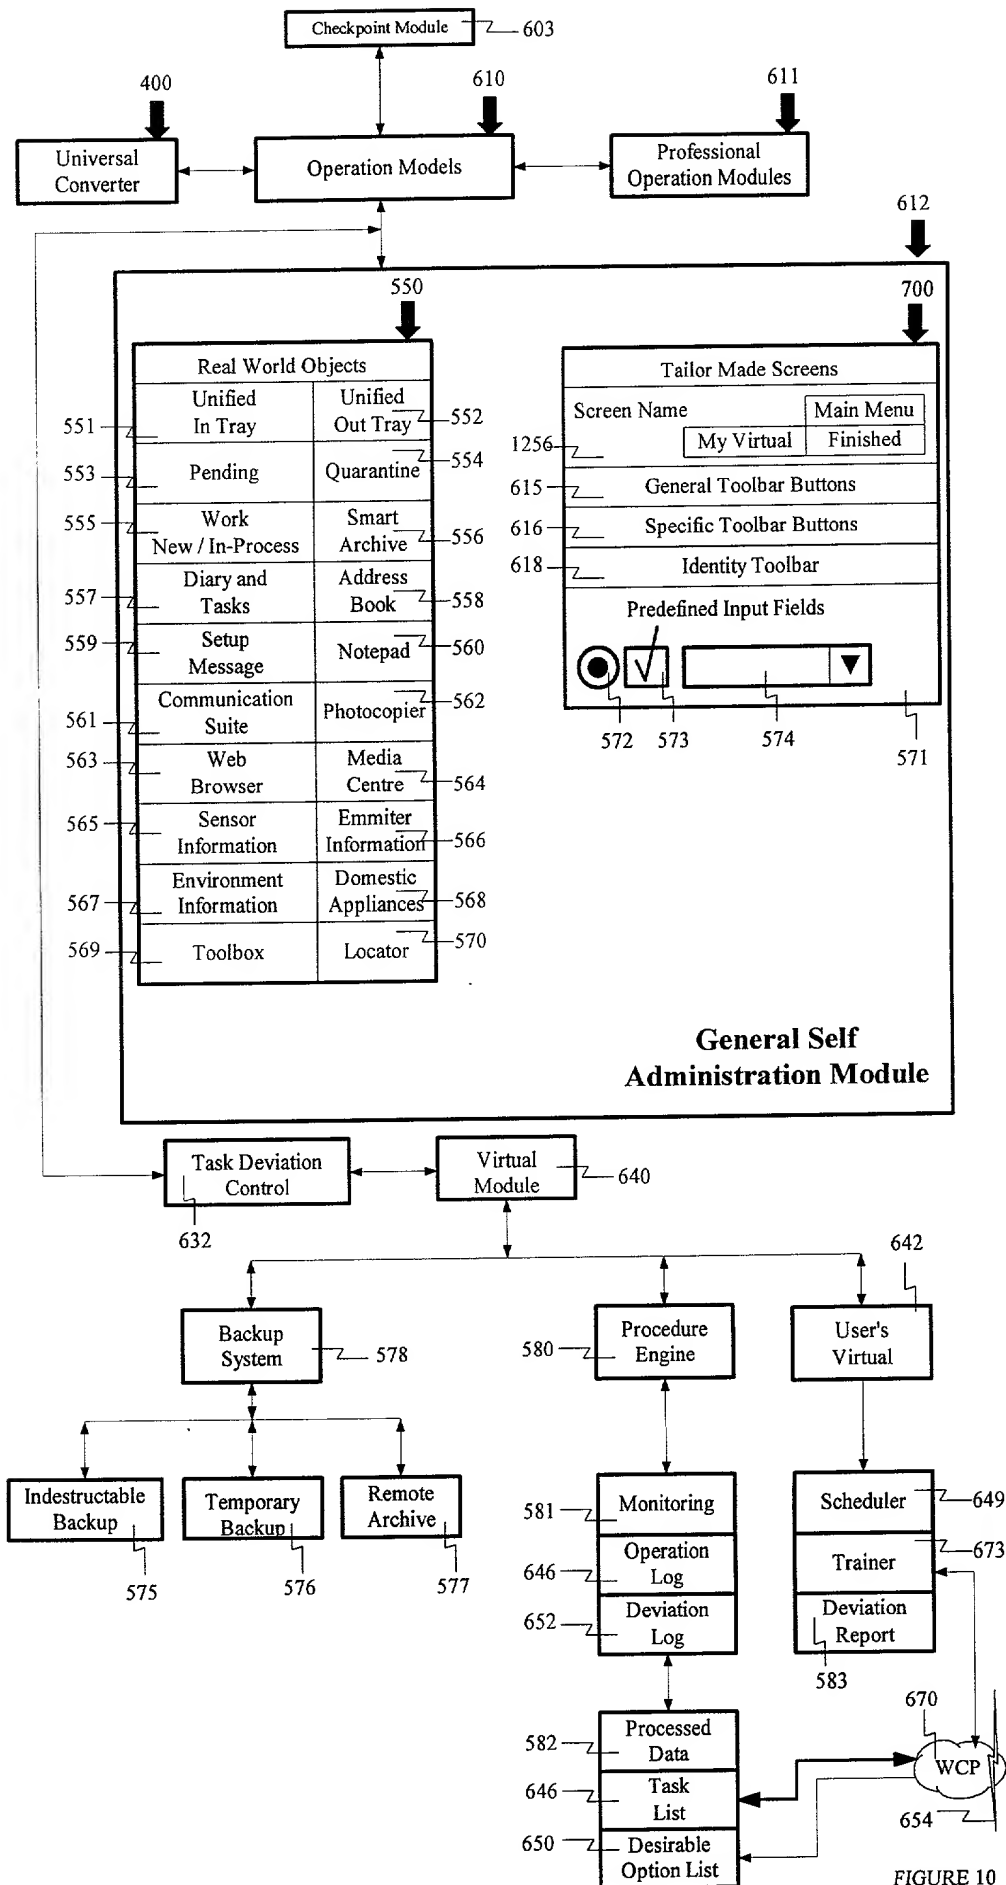 Checkpoint Module
603
400
610
611
Universal
Converter
Operation Models
Professional
Operation Modules
612
550
700
Real World Objects
Unified
In Tray
Unified
Out Tray
551
552
Pending
Quarantine
553
554
Work
New / In-Process
Smart
Archive
555
556
Diary and
Tasks
Address
Book
557
558
Setup
Message
Notepad
559
560
Communication
Suite
Photocopier
561
562
Web
Browser
Media
Centre
563
564
Sensor
Information
Emmiter
Information
565
566
Environment
Information
Domestic
Appliances
567
568
Toolbox
Locator
569
570
Tailor Made Screens
Screen Name
Main Menu
My Virtual
Finished
1256
General Toolbar Buttons
615
Specific Toolbar Buttons
616
Identity Toolbar
618
Predefined Input Fields
572
573
574
571
General Self
Administration Module
Task Deviation
Control
632
Virtual
Module
640
642
Backup
System
578
580
Procedure
Engine
User's
Virtual
Indestructable
Backup
Temporary
Backup
Remote
Archive
575
576
577
581
Monitoring
646
Operation
Log
652
Deviation
Log
Scheduler
649
Trainer
673
Deviation
Report
583
582
Processed
Data
646
Task
List
650
Desirable
Option List
670
WCP
654
FIGURE 10